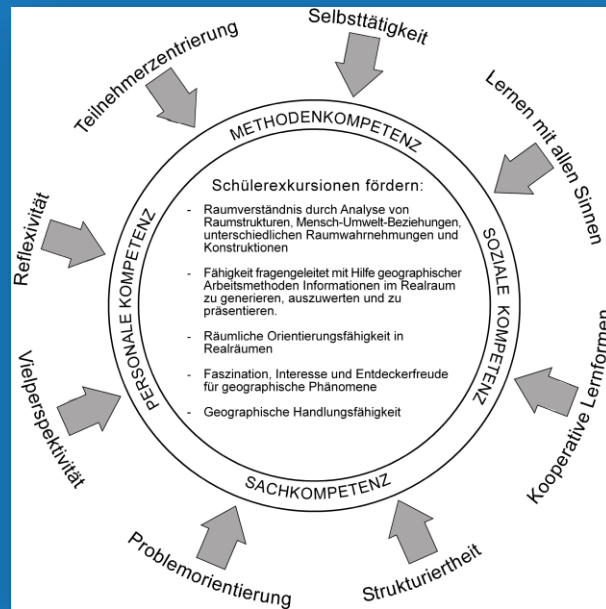 Selbsttätigkeit
Teilnehmerzentrierung
Lernen mit allen Sinnen
Reflexivität
Vielperspektivität
Kooperative Lernformen
Problemorientierung
Strukturiertheit
METHODENKOMPETENZ
PERSONALE KOMPETENZ
SOZIALE KOMPETENZ
SACHKOMPETENZ
Schülerexkursionen fördern:
- Raumverständnis durch Analyse von
Raumstrukturen, Mensch-Umwelt-Beziehungen,
unterschiedlichen Raumwahrnehmungen und
Konstruktionen
- Fähigkeit fragengeleitet mit Hilfe geographischer
Arbeitsmethoden Informationen im Realraum
zu generieren, auszuwerten und zu
präsentieren.
- Räumliche Orientierungsfähigkeit in
Realräumen
- Faszination, Interesse und Entdeckerfreude
für geographische Phänomene
- Geographische Handlungsfähigkeit